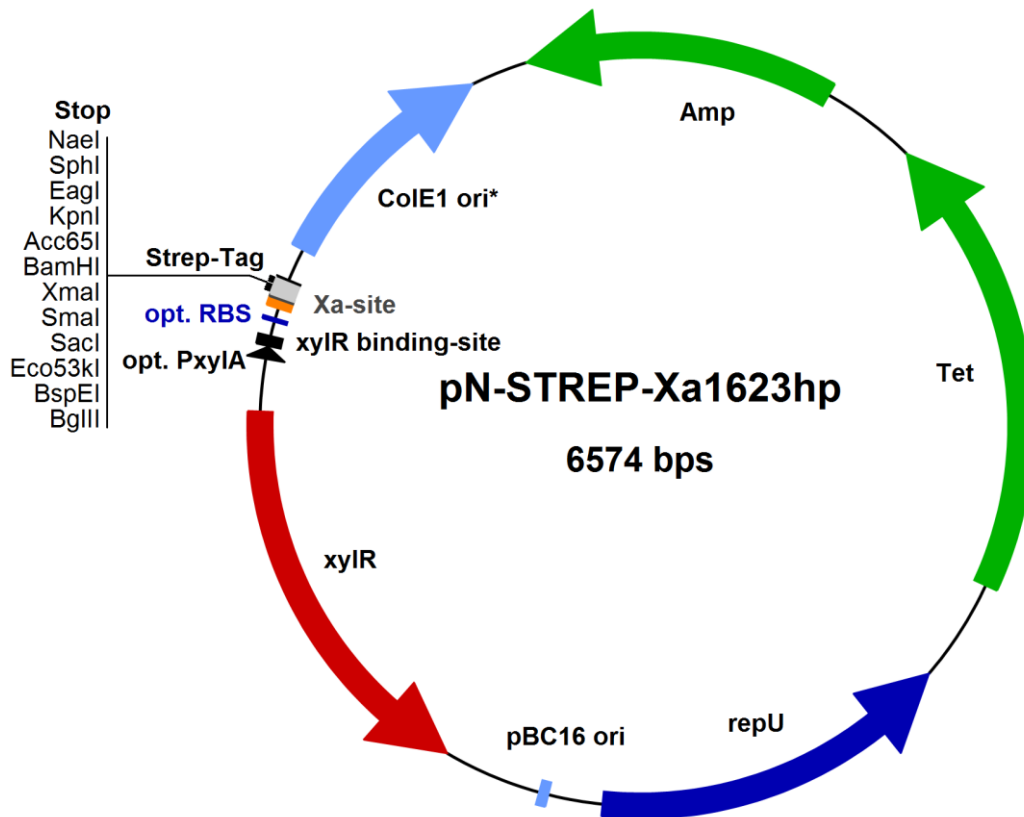 Stop
NaeI
SphI
EagI
KpnI
Acc65I
BamHI
XmaI
SmaI
SacI
Eco53kI
BspEI
BglII
Amp
ColE1 ori*
Strep-Tag
Xa-site
opt. RBS
xylR binding-site
opt. PxylA
Tet
pN-STREP-Xa1623hp
6574 bps
xylR
pBC16 ori
repU